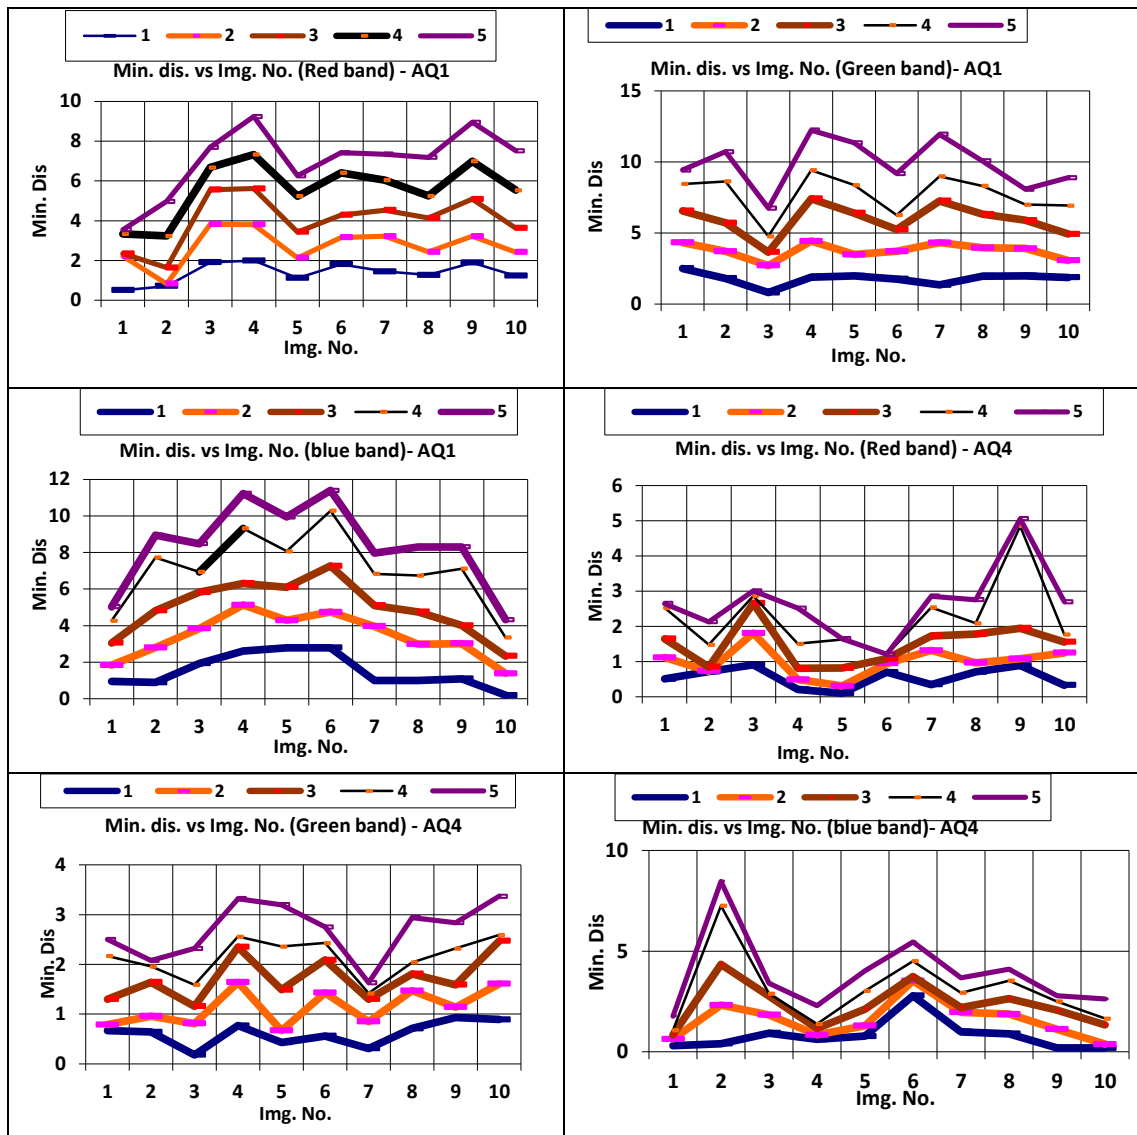 1 2 3 4 5
Min. dis. vs Img. No. (Red band) - AQ1
10
8
6
4
2
0
Min. Dis
1 2 3 4 5 6 7 8 9 10
Img. No.
1 2 3 4 5
Min. dis. vs Img. No. (Green band)- AQ1
15
10
5
0
Min. Dis
1 2 3 4 5 6 7 8 9 10
Img. No.
1 2 3 4 5
Min. dis. vs Img. No. (blue band)- AQ1
12
10
8
6
4
2
0
Min. Dis
1 2 3 4 5 6 7 8 9 10
Img. No.
1 2 3 4 5
Min. dis. vs Img. No. (Red band) - AQ4
6
5
4
3
2
1
0
Min. Dis
1 2 3 4 5 6 7 8 9 10
Img. No.
1 2 3 4 5
Min. dis. vs Img. No. (Green band) - AQ4
4
3
2
1
0
Min. Dis
1 2 3 4 5 6 7 8 9 10
Img. No.
1 2 3 4 5
Min. dis. vs Img. No. (blue band)- AQ4
10
5
0
Min. Dis
1 2 3 4 5 6 7 8 9 10
Img. No.